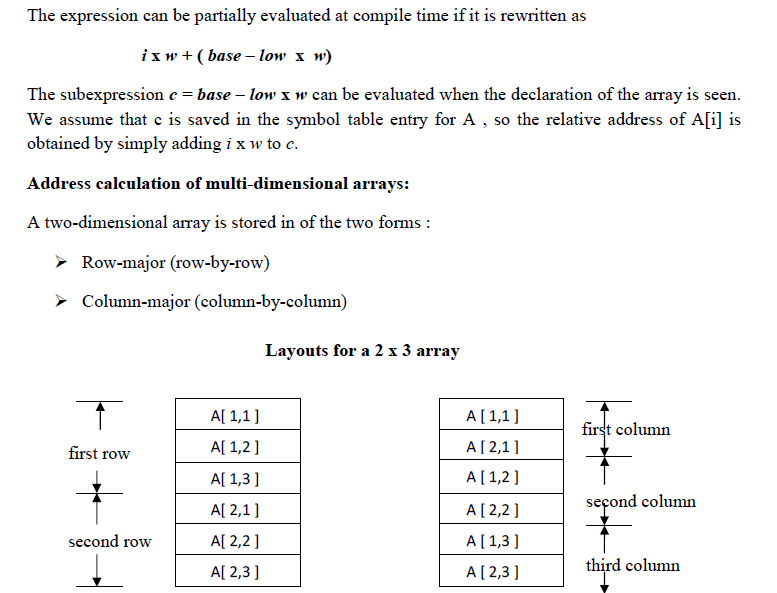 The expression can be partially evaluated at compile time if it is rewritten as
i x w + ( base – low x w)
The subexpression c = base – low x w can be evaluated when the declaration of the array is seen.
We assume that c is saved in the symbol table entry for A , so the relative address of A[i] is
obtained by simply adding i x w to c.
Address calculation of multi-dimensional arrays:
A two-dimensional array is stored in of the two forms :
➢ Row-major (row-by-row)
➢ Column-major (column-by-column)
Layouts for a 2 x 3 array
first row
second row
A[ 1,1 ]
A[ 1,2 ]
A[ 1,3 ]
A[ 2,1 ]
A[ 2,2 ]
A[ 2,3 ]
A [ 1,1 ]
A [ 2,1 ]
A [ 1,2 ]
A [ 2,2 ]
A [ 1,3 ]
A [ 2,3 ]
first column
second column
third column